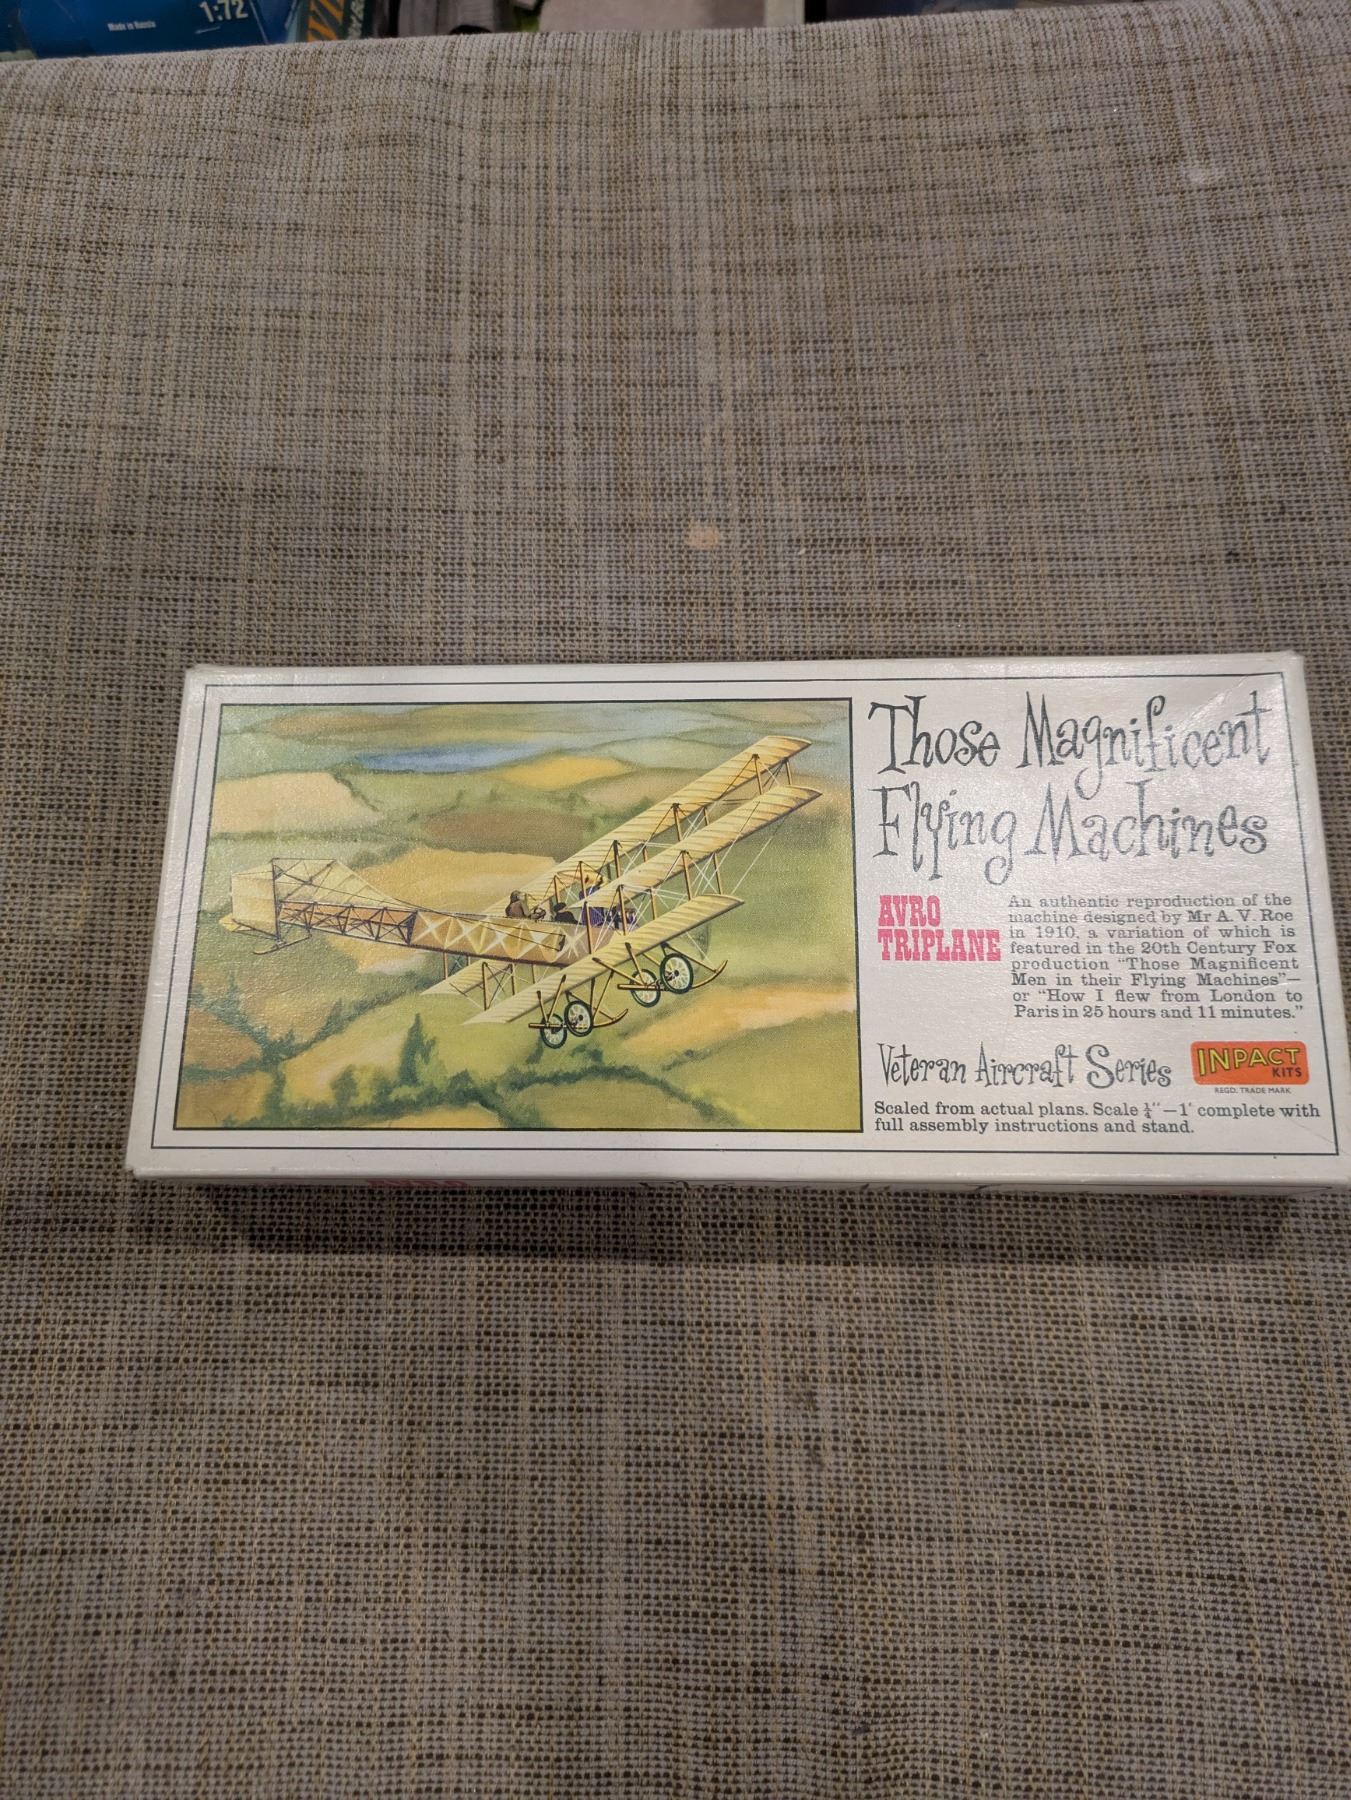 Made in Russia
1:72
Those Magnificent
Flying Machines
AVRO
TRIPLANE
An authentic reproduction of the
machine designed by Mr A. V. Roe
in 1910, a variation of which is
featured in the 20th Century Fox
production "Those Magnificent
Men in their Flying Machines"—
or "How I flew from London to
Paris in 25 hours and 11 minutes."
Veteran Aircraft Series
INPACT
KITS
REGD. TRADE MARK
Scaled from actual plans. Scale ¼"—1' complete with
full assembly instructions and stand.
AVRO